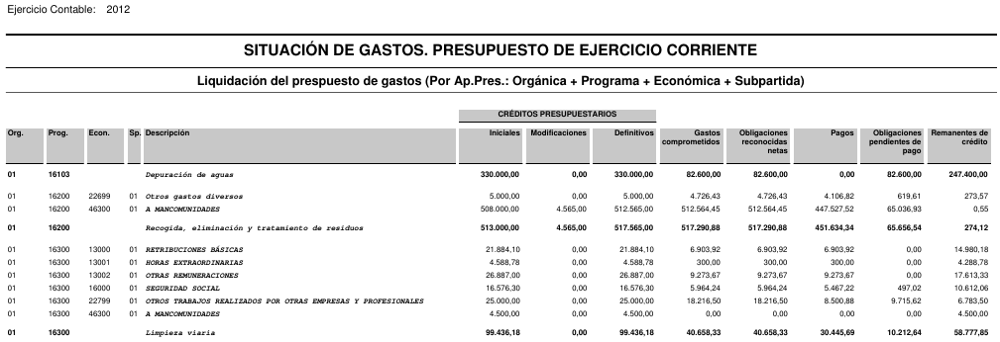 Ejercicio Contable: 2012
SITUACIÓN DE GASTOS. PRESUPUESTO DE EJERCICIO CORRIENTE
Liquidación del prespuesto de gastos (Por Ap.Pres.: Orgánica + Programa + Económica + Subpartida)
CRÉDITOS PRESUPUESTARIOS
Org. Prog. Econ. Sp. Descripción Iniciales Modificaciones Definitivos Gastos Obligaciones Pagos Obligaciones Remanentes de
comprometidos reconocidas pendientes de crédito
netas pago
01 16103 Depuración de aguas 330.000,00 0,00 330.000,00 82.600,00 82.600,00 0,00 82.600,00 247.400,00
01 16200 22699 01 Otros gastos diversos 5.000,00 0,00 5.000,00 4.726,43 4.726,43 4.106,82 619,61 273,57
01 16200 46300 01 A MANCOMUNIDADES 508.000,00 4.565,00 512.565,00 512.564,45 512.564,45 447.527,52 65.036,93 0,55
01 16200 Recogida, eliminación y tratamiento de residuos 513.000,00 4.565,00 517.565,00 517.290,88 517.290,88 451.634,34 65.656,54 274,12
01 16300 13000 01 RETRIBUCIONES BÁSICAS 21.884,10 0,00 21.884,10 6.903,92 6.903,92 6.903,92 0,00 14.980,18
01 16300 13001 01 HORAS EXTRAORDINARIAS 4.588,78 0,00 4.588,78 300,00 300,00 300,00 0,00 4.288,78
01 16300 13002 01 OTRAS REMUNERACIONES 26.887,00 0,00 26.887,00 9.273,67 9.273,67 9.273,67 0,00 17.613,33
01 16300 16000 01 SEGURIDAD SOCIAL 16.576,30 0,00 16.576,30 5.964,24 5.964,24 5.467,22 497,02 10.612,06
01 16300 22799 01 OTROS TRABAJOS REALIZADOS POR OTRAS EMPRESAS Y PROFESIONALES 25.000,00 0,00 25.000,00 18.216,50 18.216,50 8.500,88 9.715,62 6.783,50
01 16300 46300 01 A MANCOMUNIDADES 4.500,00 0,00 4.500,00 0,00 0,00 0,00 0,00 4.500,00
01 16300 Limpieza viaria 99.436,18 0,00 99.436,18 40.658,33 40.658,33 30.445,69 10.212,64 58.777,85